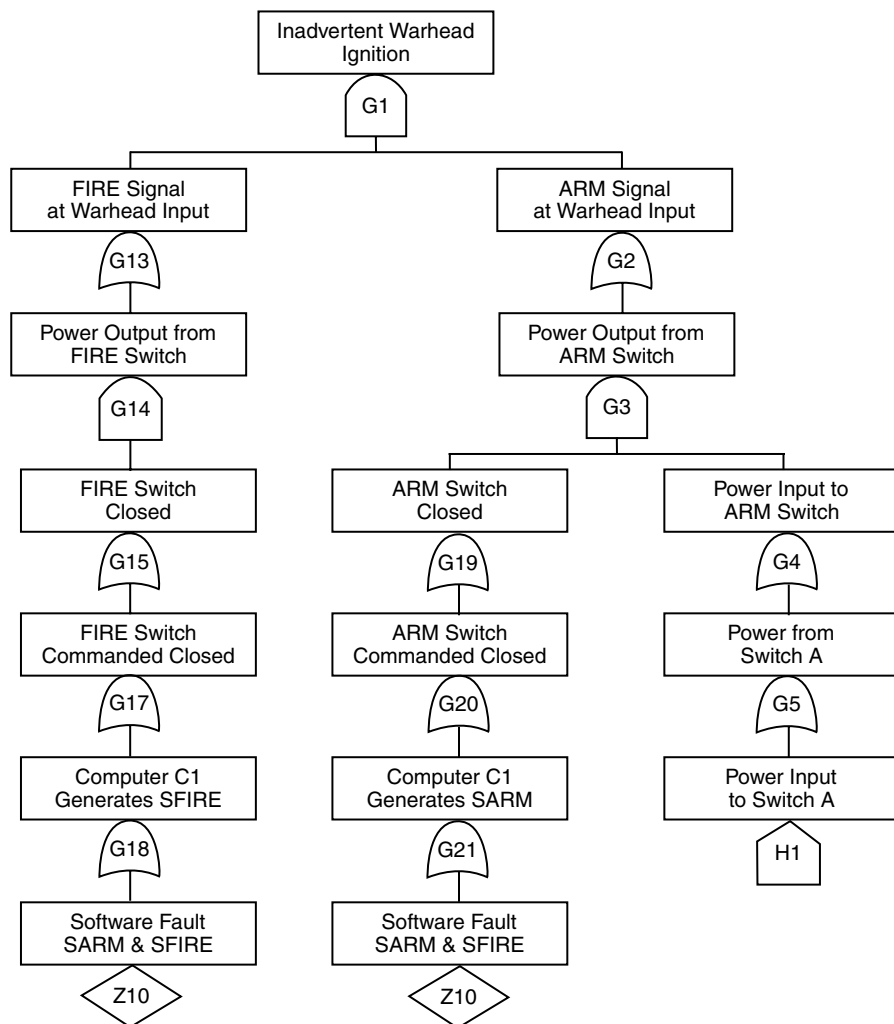 Inadvertent Warhead
Ignition
G1
FIRE Signal
at Warhead Input
ARM Signal
at Warhead Input
G13
G2
Power Output from
FIRE Switch
Power Output from
ARM Switch
G14
G3
FIRE Switch
Closed
ARM Switch
Closed
Power Input to
ARM Switch
G15
G19
G4
FIRE Switch
Commanded Closed
ARM Switch
Commanded Closed
Power from
Switch A
G17
G20
G5
Computer C1
Generates SFIRE
Computer C1
Generates SARM
Power Input
to Switch A
G18
G21
H1
Software Fault
SARM & SFIRE
Software Fault
SARM & SFIRE
Z10
Z10